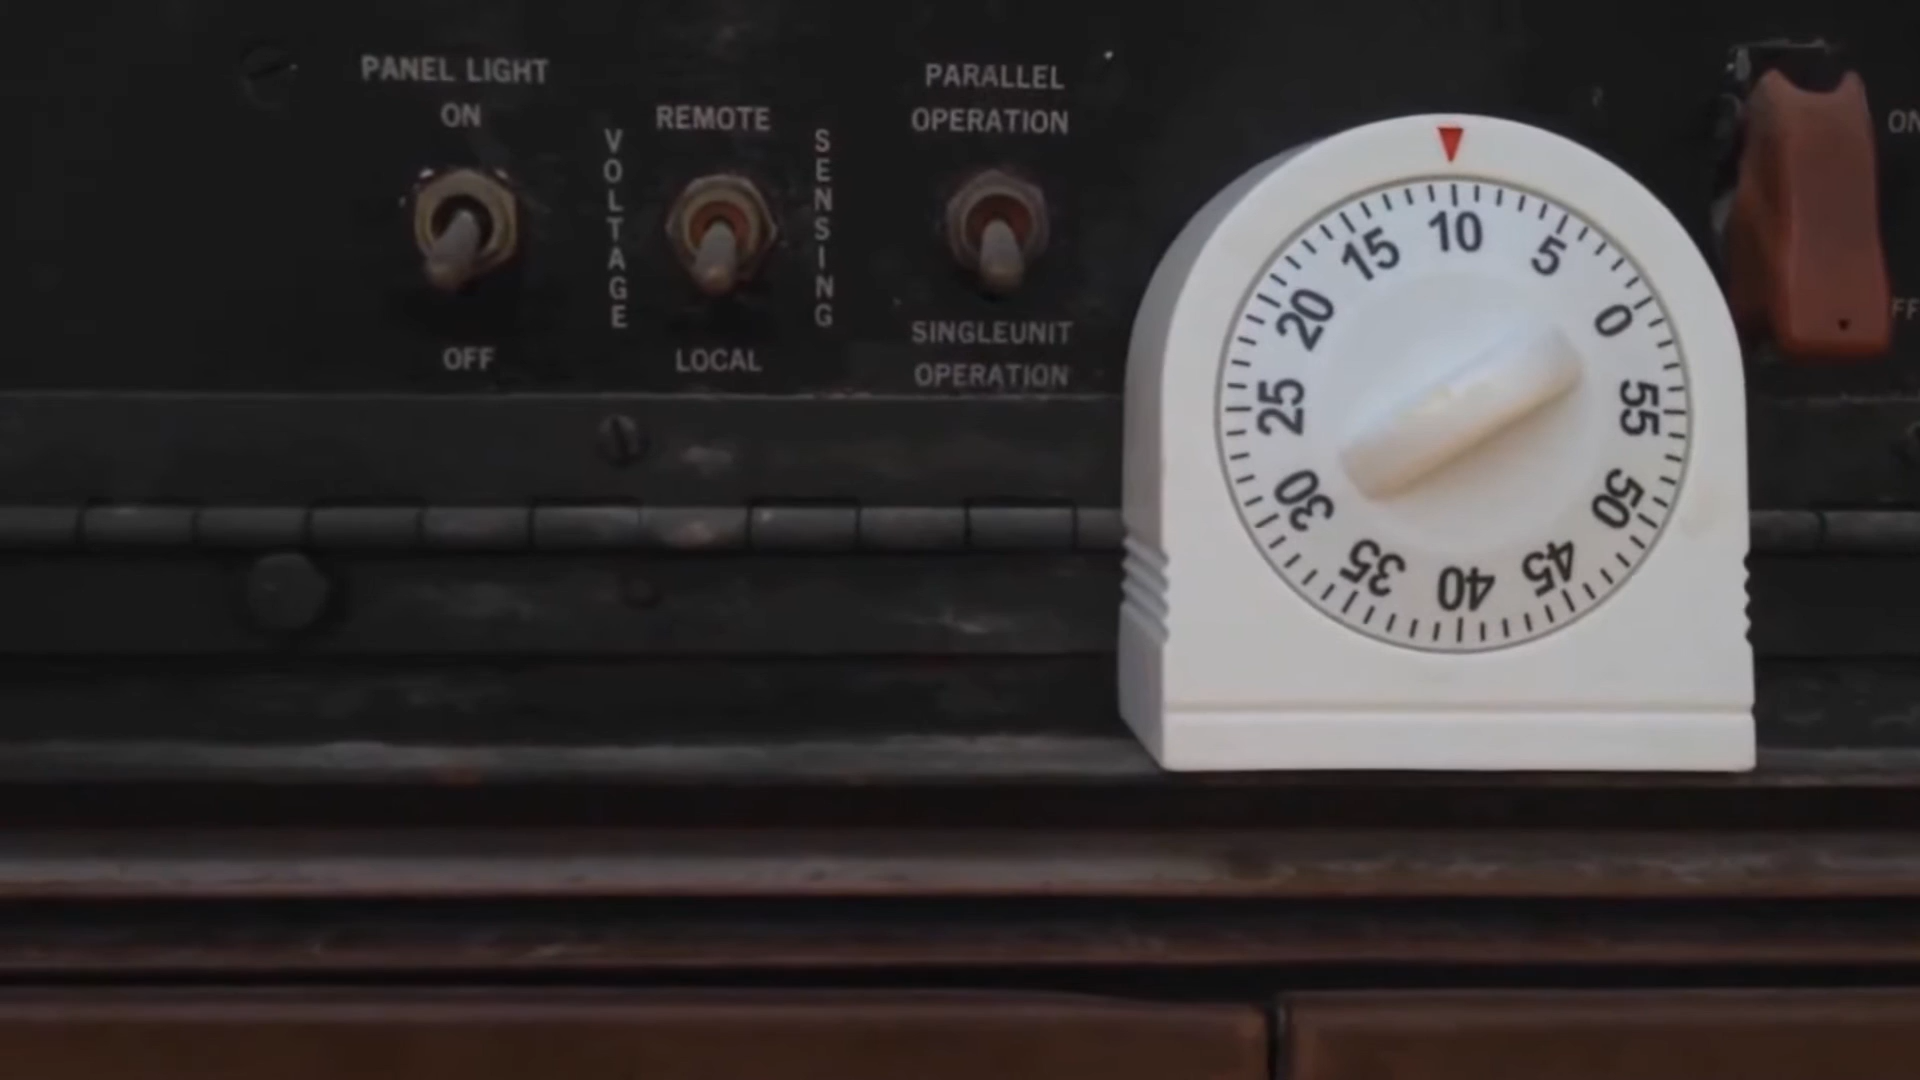 PANEL LIGHT
ON
OFF
VOLTAGE
REMOTE
LOCAL
SENSING
PARALLEL
OPERATION
SINGLEUNIT
OPERATION
10
5
0
55
50
45
40
35
30
25
20
15
ON